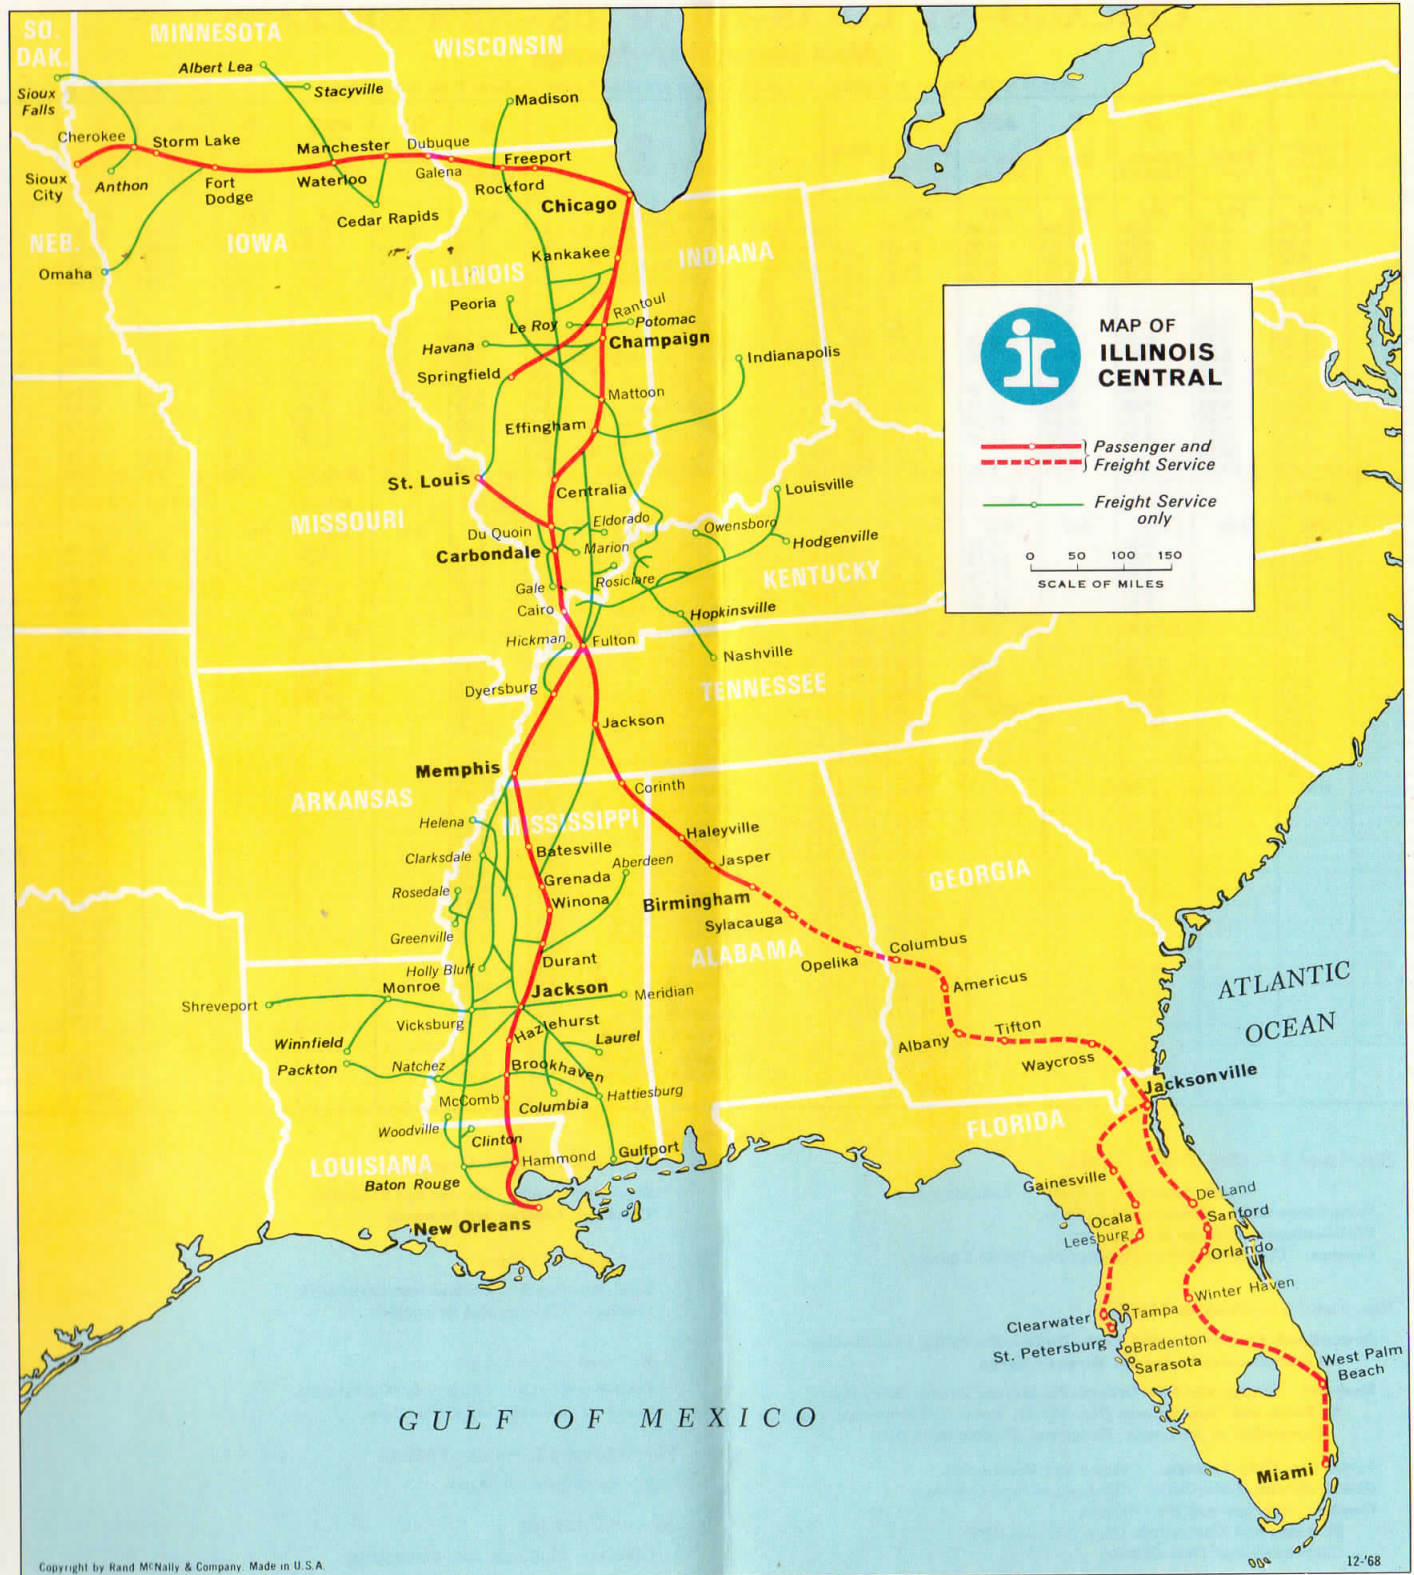 SO.
DAK.
MINNESOTA
WISCONSIN
Albert Lea
Stacyville
Sioux
Falls
Madison
Cherokee
Storm Lake
Manchester
Dubuque
Freeport
Sioux
City
Anthon
Fort
Dodge
Waterloo
Galena
Rockford
Cedar Rapids
Chicago
NEB.
IOWA
Omaha
ILLINOIS
Kankakee
INDIANA
Peoria
Rantoul
Le Roy
Potomac
Havana
Champaign
Springfield
Indianapolis
Mattoon
Effingham
MAP OF
ILLINOIS
CENTRAL
Passenger and
Freight Service
Freight Service
only
0 50 100 150
SCALE OF MILES
St. Louis
Centralia
Louisville
MISSOURI
Du Quoin
Eldorado
Owensboro
Carbondale
Marion
Hodgenville
Gale
Rosiclare
KENTUCKY
Cairo
Hopkinsville
Hickman
Fulton
Nashville
Dyersburg
TENNESSEE
Jackson
Memphis
Corinth
ARKANSAS
MISSISSIPPI
Helena
Haleyville
Clarksdale
Batesville
Aberdeen
Jasper
Rosedale
Grenada
GEORGIA
Winona
Birmingham
Greenville
Sylacauga
Holly Bluff
Durant
ALABAMA
Opelika
Columbus
Monroe
Jackson
Meridian
Americus
Shreveport
Vicksburg
Hazlehurst
Albany
Tifton
Winnfield
Laurel
Waycross
Packton
Natchez
Brookhaven
Jacksonville
McComb
Columbia
Hattiesburg
Woodville
Clinton
FLORIDA
LOUISIANA
Hammond
Gulfport
Baton Rouge
New Orleans
ATLANTIC
OCEAN
Gainesville
De Land
Ocala
Sanford
Leesburg
Orlando
Winter Haven
Clearwater
Tampa
St. Petersburg
Bradenton
Sarasota
West Palm
Beach
GULF OF MEXICO
Miami
Copyright by Rand McNally & Company. Made in U.S.A.
12-'68